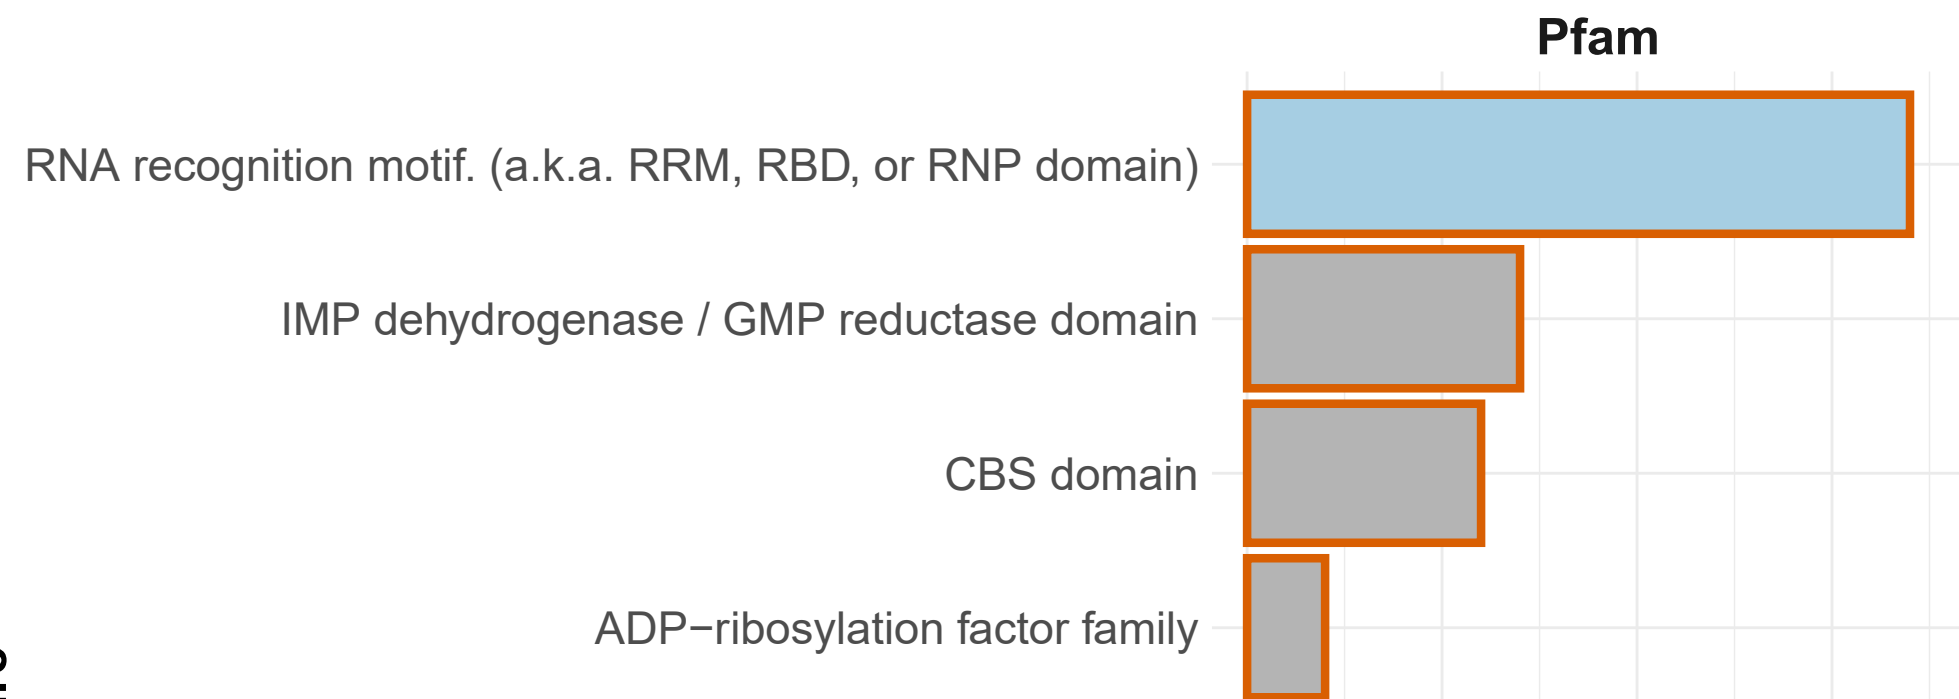 Pfam
RNA recognition motif. (a.k.a. RRM, RBD, or RNP domain)
IMP dehydrogenase / GMP reductase domain
CBS domain
ADP−ribosylation factor family